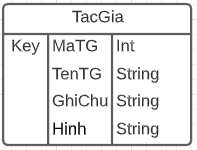 TacGia
Key MaTG Int
TenTG String
GhiChu String
Hinh String